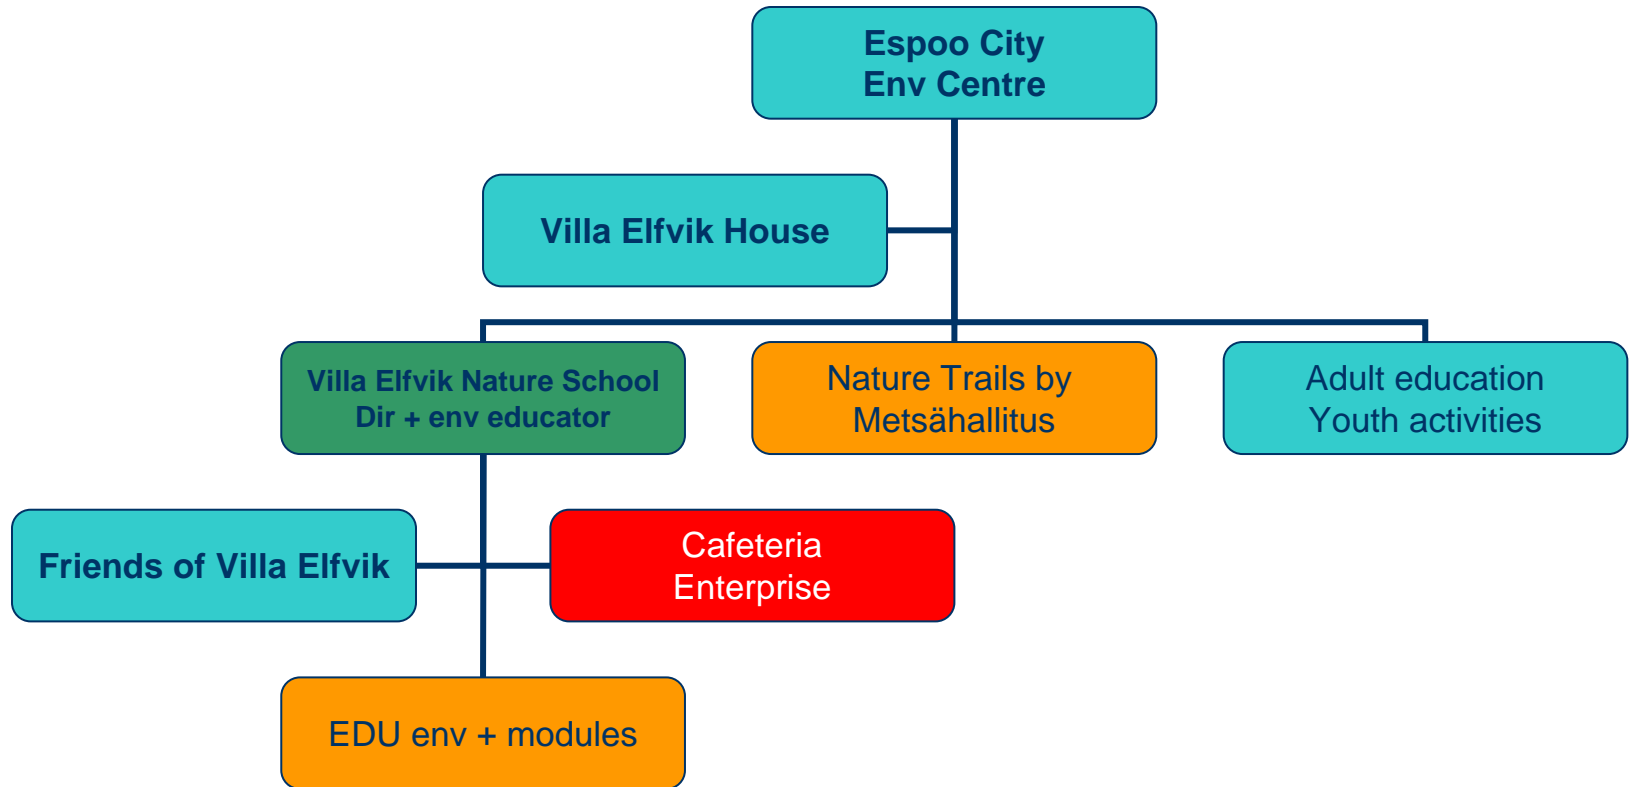 Espoo City
Env Centre
Villa Elfvik House
Villa Elfvik Nature School
Dir + env educator
Nature Trails by
Metsähallitus
Adult education
Youth activities
Friends of Villa Elfvik
Cafeteria
Enterprise
EDU env + modules